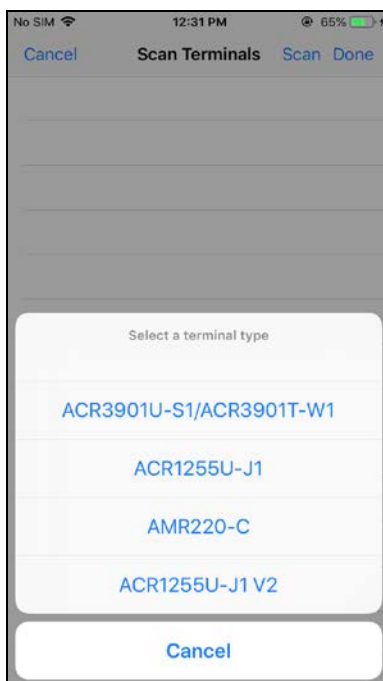 No SIM 12:31 PM 65%
Cancel Scan Terminals Scan Done
Select a terminal type
ACR3901U-S1/ACR3901T-W1
ACR1255U-J1
AMR220-C
ACR1255U-J1 V2
Cancel